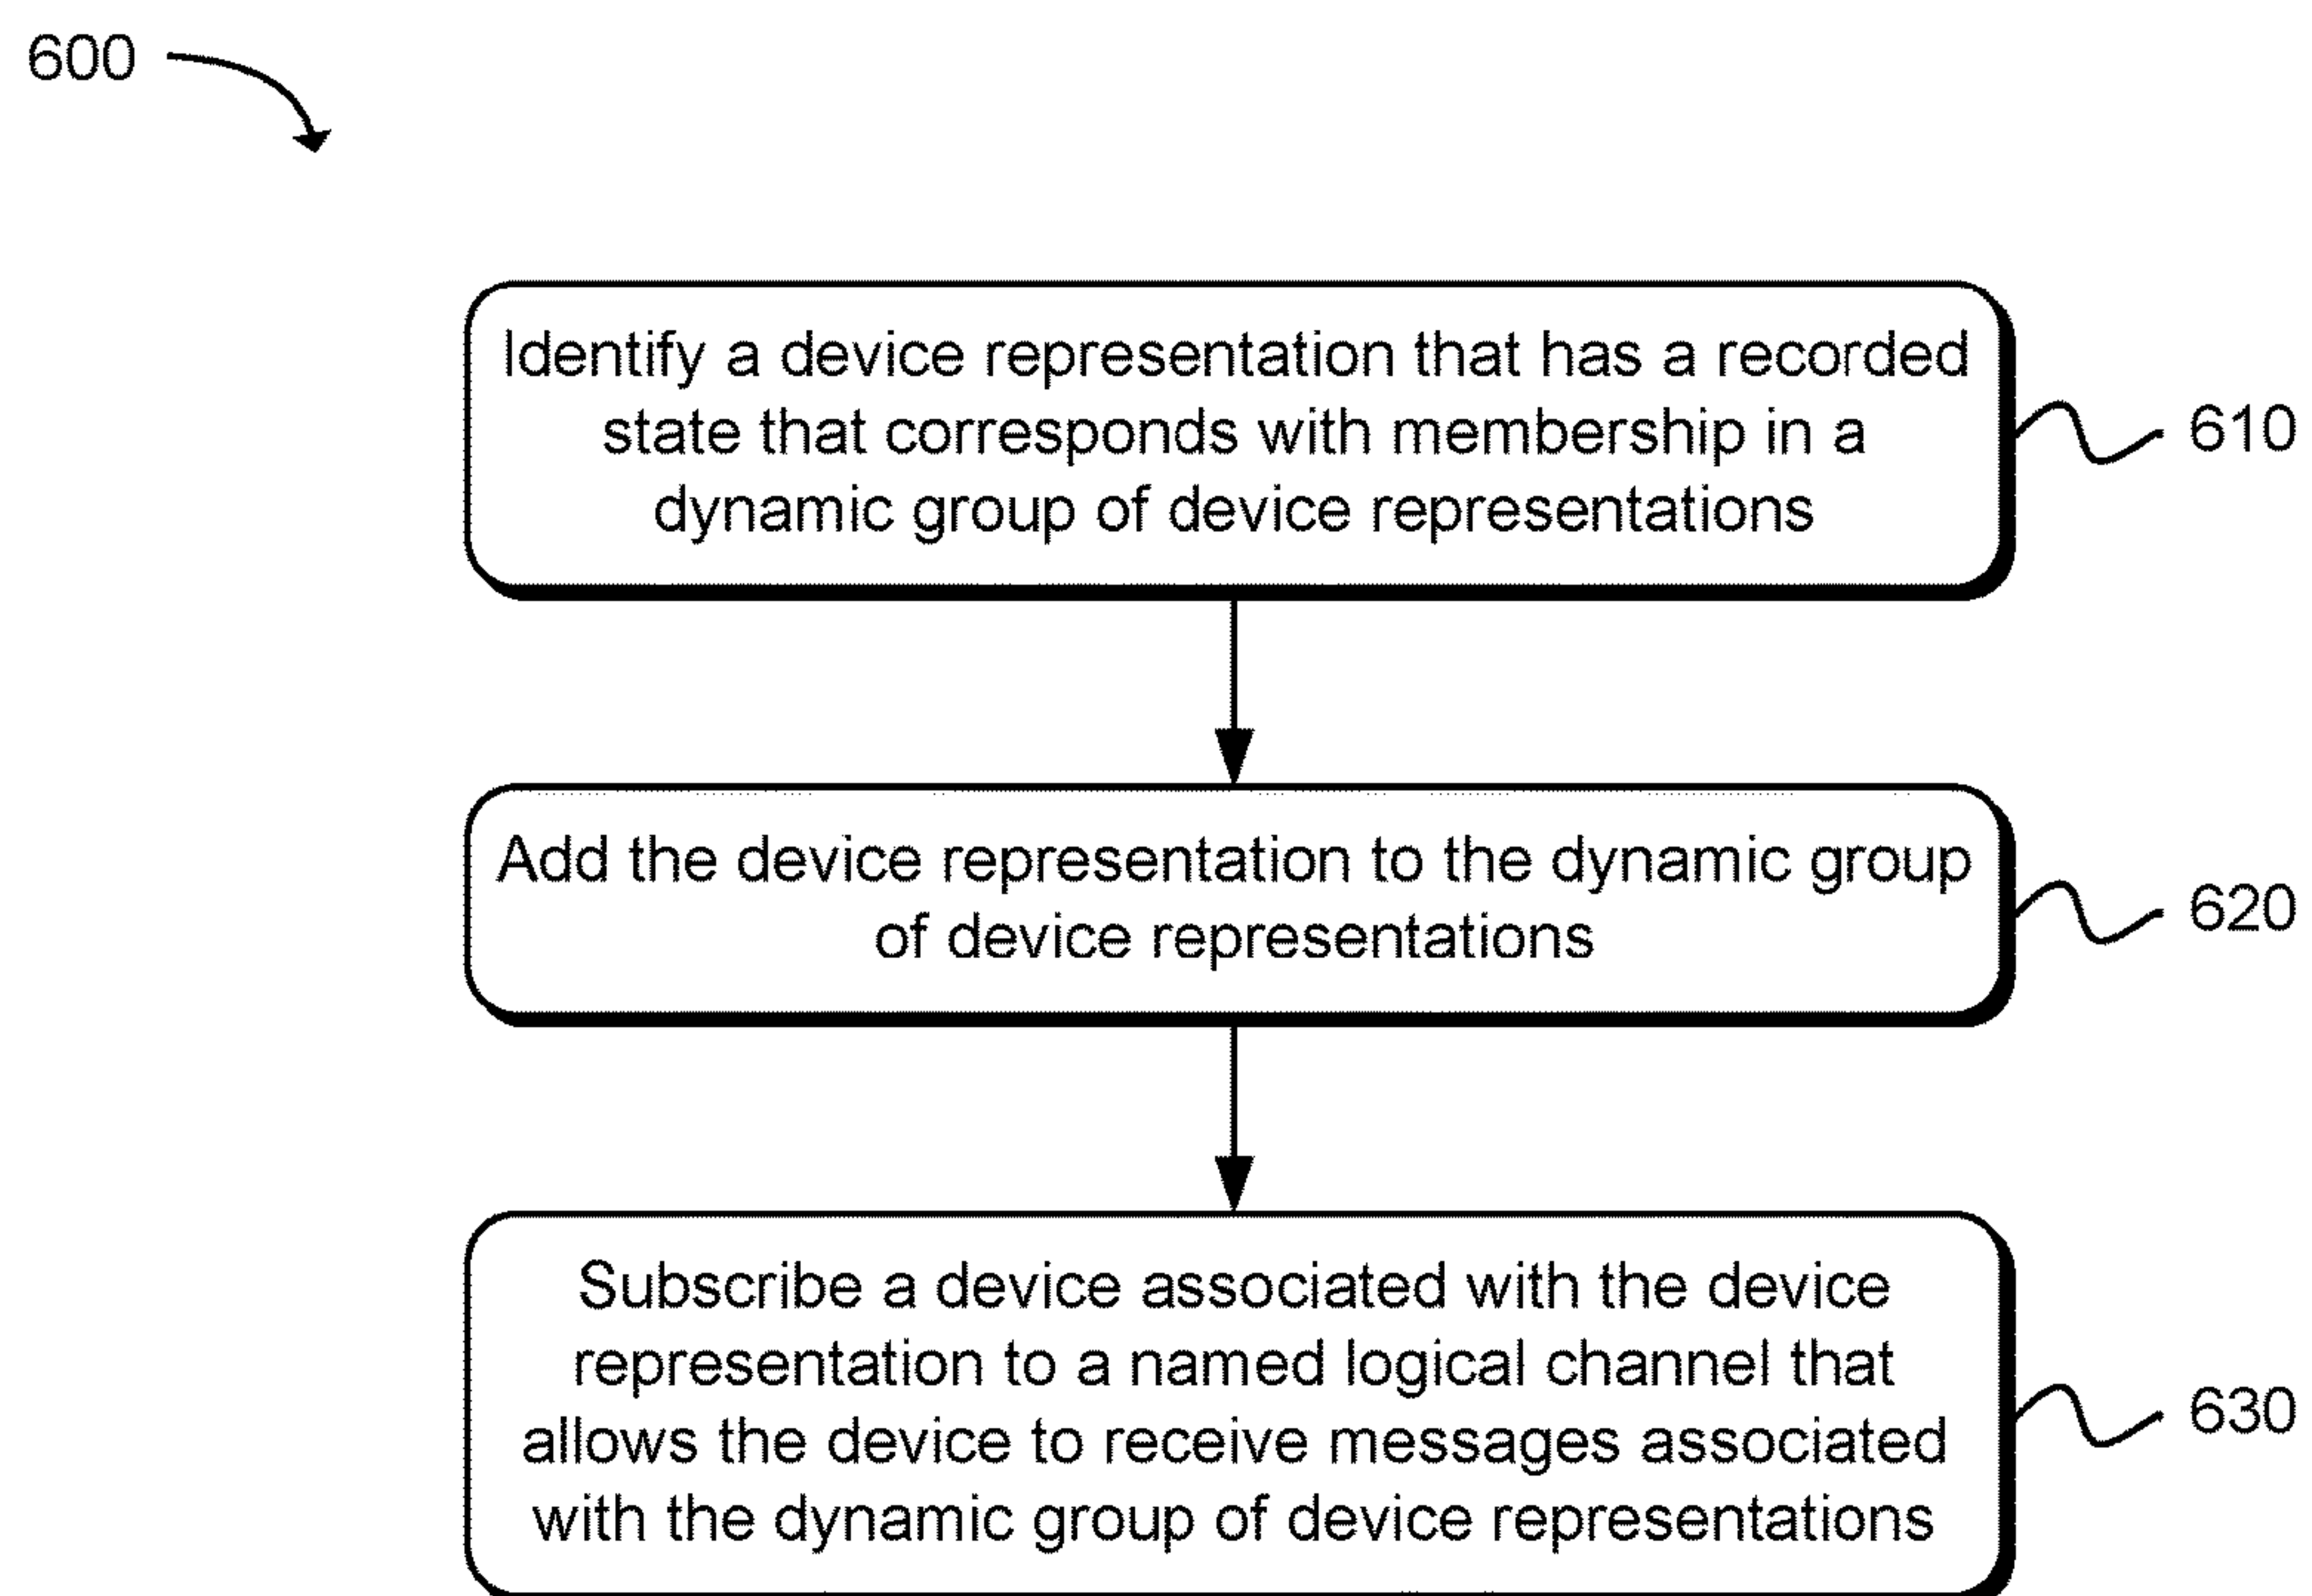 600
Identify a device representation that has a recorded
state that corresponds with membership in a
dynamic group of device representations
610
Add the device representation to the dynamic group
of device representations
620
Subscribe a device associated with the device
representation to a named logical channel that
allows the device to receive messages associated
with the dynamic group of device representations
630